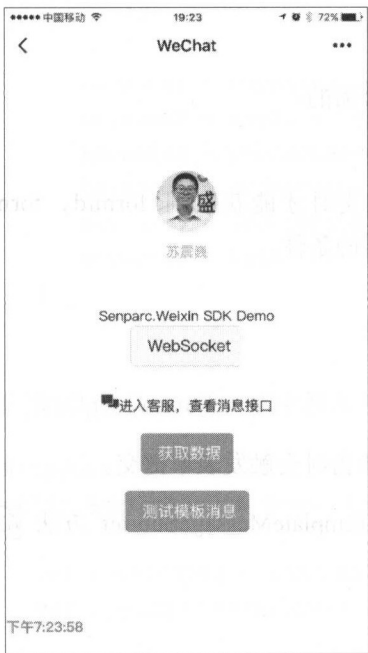 中国移动 19:23 72%
WeChat
盛
苏震巍
Senparc.Weixin SDK Demo
WebSocket
进入客服，查看消息接口
获取数据
测试模板消息
下午7:23:58